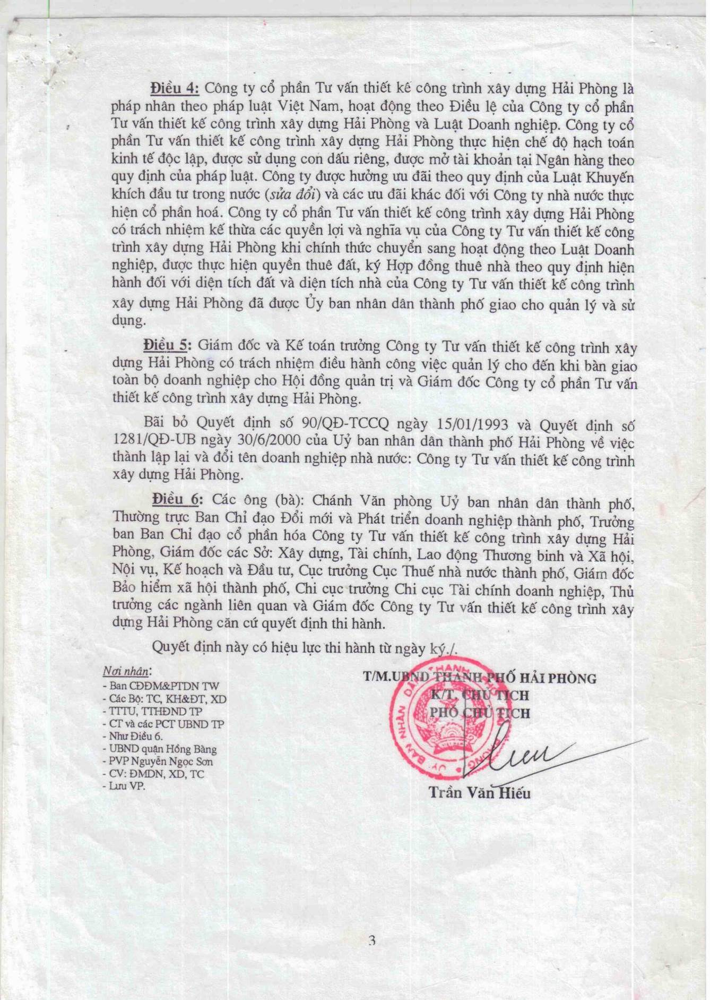 Điều 4: Công ty cổ phần Tư vấn thiết kế công trình xây dựng Hải Phòng là
pháp nhân theo pháp luật Việt Nam, hoạt động theo Điều lệ của Công ty cổ phần
Tư vấn thiết kế công trình xây dựng Hải Phòng và Luật Doanh nghiệp. Công ty cổ
phần Tư vấn thiết kế công trình xây dựng Hải Phòng thực hiện chế độ hạch toán
kinh tế độc lập, được sử dụng con dấu riêng, được mở tài khoản tại Ngân hàng theo
quy định của pháp luật. Công ty được hưởng ưu đãi theo quy định của Luật Khuyến
khích đầu tư trong nước (sửa đổi) và các ưu đãi khác đối với Công ty nhà nước thực
hiện cổ phần hoá. Công ty cổ phần Tư vấn thiết kế công trình xây dựng Hải Phòng
có trách nhiệm kế thừa các quyền lợi và nghĩa vụ của Công ty Tư vấn thiết kế công
trình xây dựng Hải Phòng khi chính thức chuyển sang hoạt động theo Luật Doanh
nghiệp, được thực hiện quyền thuê đất, ký Hợp đồng thuê nhà theo quy định hiện
hành đối với diện tích đất và diện tích nhà của Công ty Tư vấn thiết kế công trình
xây dựng Hải Phòng đã được Ủy ban nhân dân thành phố giao cho quản lý và sử
dụng.
Điều 5: Giám đốc và Kế toán trưởng Công ty Tư vấn thiết kế công trình xây
dựng Hải Phòng có trách nhiệm điều hành công việc quản lý cho đến khi bàn giao
toàn bộ doanh nghiệp cho Hội đồng quản trị và Giám đốc Công ty cổ phần Tư vấn
thiết kế công trình xây dựng Hải Phòng.
Bãi bỏ Quyết định số 90/QĐ-TCCQ ngày 15/01/1993 và Quyết định số
1281/QĐ-UB ngày 30/6/2000 của Uỷ ban nhân dân thành phố Hải Phòng về việc
thành lập lại và đổi tên doanh nghiệp nhà nước: Công ty Tư vấn thiết kế công trình
xây dựng Hải Phòng.
Điều 6: Các ông (bà): Chánh Văn phòng Uỷ ban nhân dân thành phố,
Thường trực Ban Chỉ đạo Đổi mới và Phát triển doanh nghiệp thành phố, Trưởng
ban Ban Chỉ đạo cổ phần hóa Công ty Tư vấn thiết kế công trình xây dựng Hải
Phòng, Giám đốc các Sở: Xây dựng, Tài chính, Lao động Thương binh và Xã hội,
Nội vụ, Kế hoạch và Đầu tư, Cục trưởng Cục Thuế nhà nước thành phố, Giám đốc
Bảo hiểm xã hội thành phố, Chi cục trưởng Chi cục Tài chính doanh nghiệp, Thủ
trưởng các ngành liên quan và Giám đốc Công ty Tư vấn thiết kế công trình xây
dựng Hải Phòng căn cứ quyết định thi hành.
Quyết định này có hiệu lực thi hành từ ngày ký./.
Nơi nhận:
- Ban CĐĐM&PTDN TW
- Các Bộ: TC, KH&ĐT, XD
- TTTU, TTHĐND TP
- CT và các PCT UBND TP
- Như Điều 6.
- UBND quận Hồng Bàng
- PVP Nguyễn Ngọc Sơn
- CV: ĐMDN, XD, TC
- Lưu VP.
T/M.UBND THÀNH PHỐ HẢI PHÒNG
K/T. CHỦ TỊCH
PHÓ CHỦ TỊCH
Trần Văn Hiếu
3